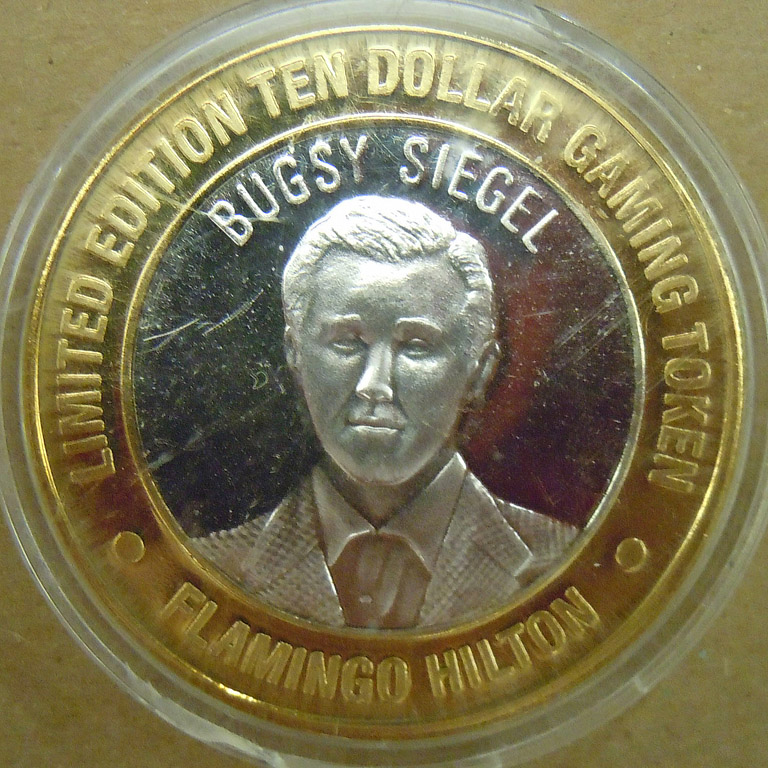 LIMITED EDITION TEN DOLLAR GAMING TOKEN
BUGSY SIEGEL
FLAMINGO HILTON